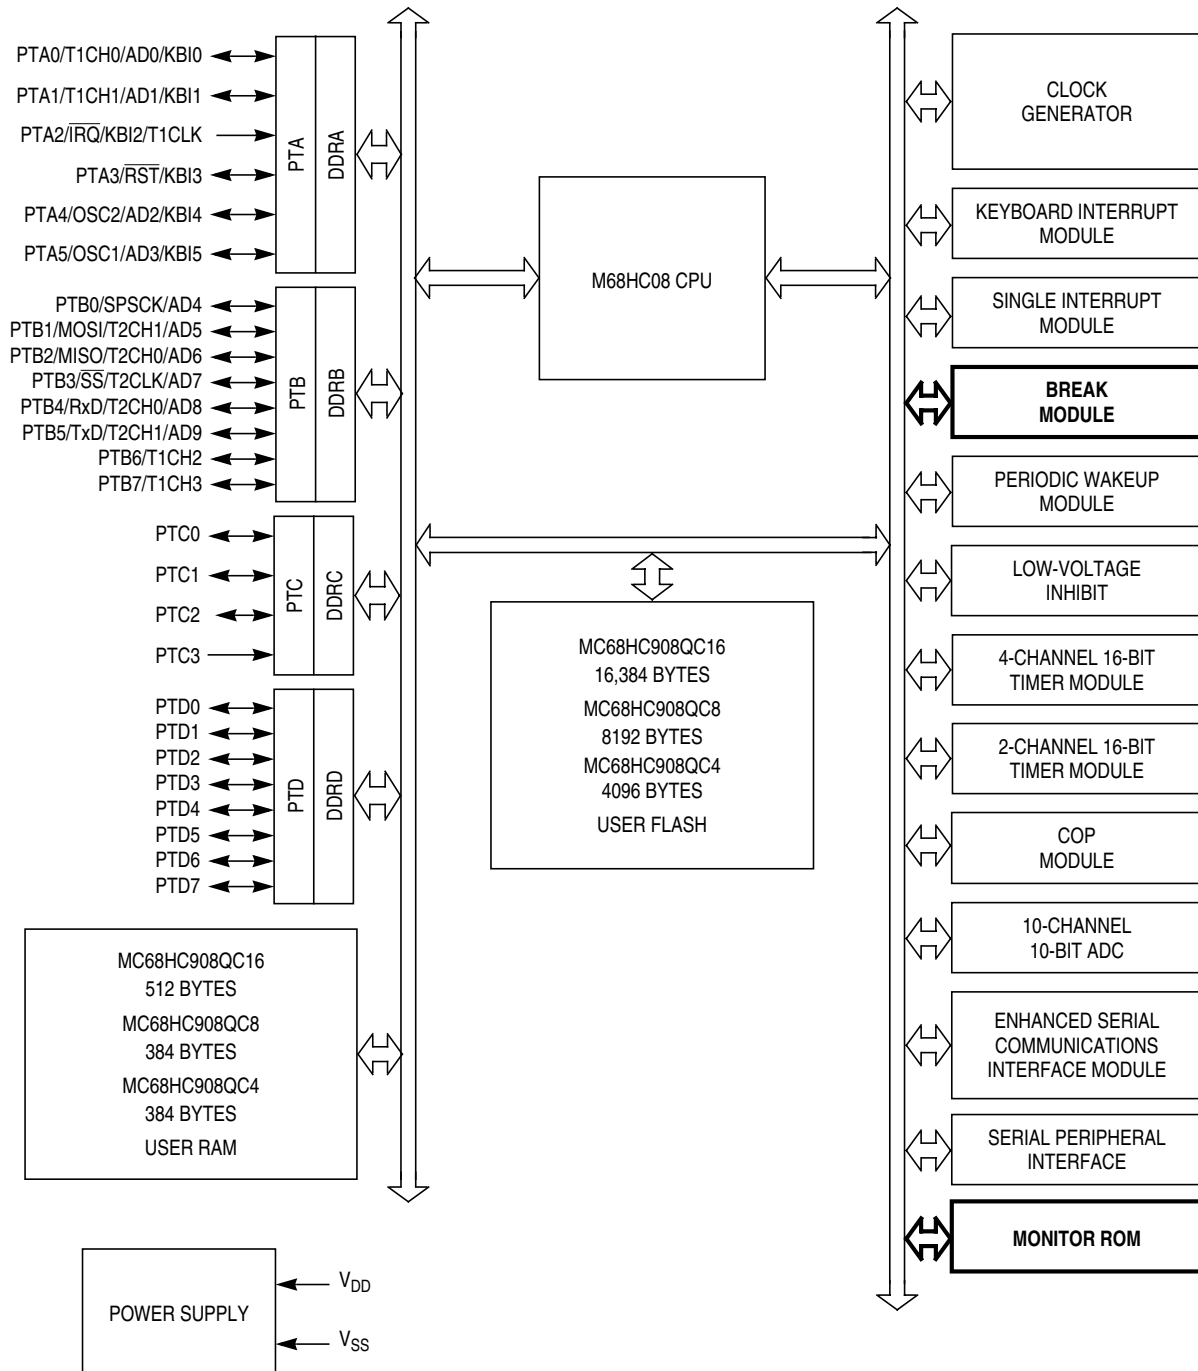 PTA0/T1CH0/AD0/KBI0
PTA1/T1CH1/AD1/KBI1
PTA2/IRQ/KBI2/T1CLK
PTA3/RST/KBI3
PTA4/OSC2/AD2/KBI4
PTA5/OSC1/AD3/KBI5
PTA
DDRA
PTB0/SPSCK/AD4
PTB1/MOSI/T2CH1/AD5
PTB2/MISO/T2CH0/AD6
PTB3/SS/T2CLK/AD7
PTB4/RxD/T2CH0/AD8
PTB5/TxD/T2CH1/AD9
PTB6/T1CH2
PTB7/T1CH3
PTB
DDRB
PTC0
PTC1
PTC2
PTC3
PTC
DDRC
PTD0
PTD1
PTD2
PTD3
PTD4
PTD5
PTD6
PTD7
PTD
DDRD
MC68HC908QC16
512 BYTES
MC68HC908QC8
384 BYTES
MC68HC908QC4
384 BYTES
USER RAM
POWER SUPPLY
VDD
VSS
M68HC08 CPU
MC68HC908QC16
16,384 BYTES
MC68HC908QC8
8192 BYTES
MC68HC908QC4
4096 BYTES
USER FLASH
CLOCK
GENERATOR
KEYBOARD INTERRUPT
MODULE
SINGLE INTERRUPT
MODULE
BREAK
MODULE
PERIODIC WAKEUP
MODULE
LOW-VOLTAGE
INHIBIT
4-CHANNEL 16-BIT
TIMER MODULE
2-CHANNEL 16-BIT
TIMER MODULE
COP
MODULE
10-CHANNEL
10-BIT ADC
ENHANCED SERIAL
COMMUNICATIONS
INTERFACE MODULE
SERIAL PERIPHERAL
INTERFACE
MONITOR ROM